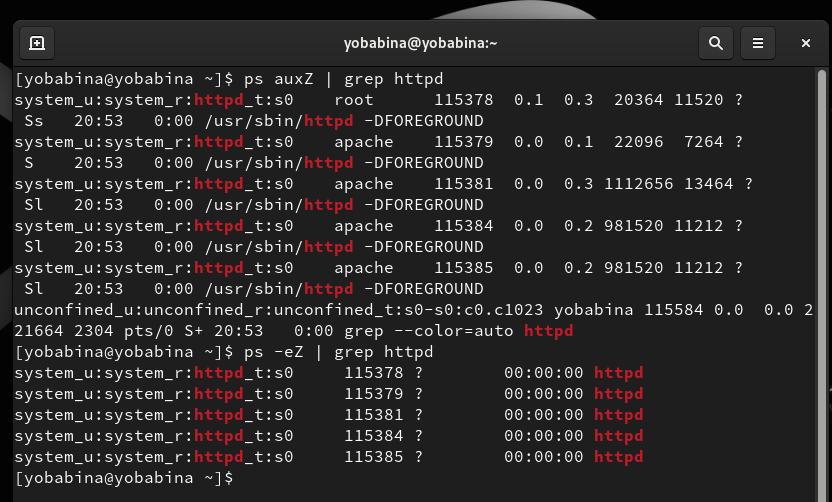 yobabina@yobabina:~
[yobabina@yobabina ~]$ ps auxZ | grep httpd
system_u:system_r:httpd_t:s0    root      115378  0.1  0.3  20364 11520 ?
 Ss   20:53   0:00 /usr/sbin/httpd -DFOREGROUND
system_u:system_r:httpd_t:s0    apache    115379  0.0  0.1  22096  7264 ?
 S    20:53   0:00 /usr/sbin/httpd -DFOREGROUND
system_u:system_r:httpd_t:s0    apache    115381  0.0  0.3 1112656 13464 ?
 Sl   20:53   0:00 /usr/sbin/httpd -DFOREGROUND
system_u:system_r:httpd_t:s0    apache    115384  0.0  0.2 981520 11212 ?
 Sl   20:53   0:00 /usr/sbin/httpd -DFOREGROUND
system_u:system_r:httpd_t:s0    apache    115385  0.0  0.2 981520 11212 ?
 Sl   20:53   0:00 /usr/sbin/httpd -DFOREGROUND
unconfined_u:unconfined_r:unconfined_t:s0-s0:c0.c1023 yobabina 115584 0.0  0.0 2
21664 2304 pts/0 S+ 20:53   0:00 grep --color=auto httpd
[yobabina@yobabina ~]$ ps -eZ | grep httpd
system_u:system_r:httpd_t:s0     115378 ?        00:00:00 httpd
system_u:system_r:httpd_t:s0     115379 ?        00:00:00 httpd
system_u:system_r:httpd_t:s0     115381 ?        00:00:00 httpd
system_u:system_r:httpd_t:s0     115384 ?        00:00:00 httpd
system_u:system_r:httpd_t:s0     115385 ?        00:00:00 httpd
[yobabina@yobabina ~]$